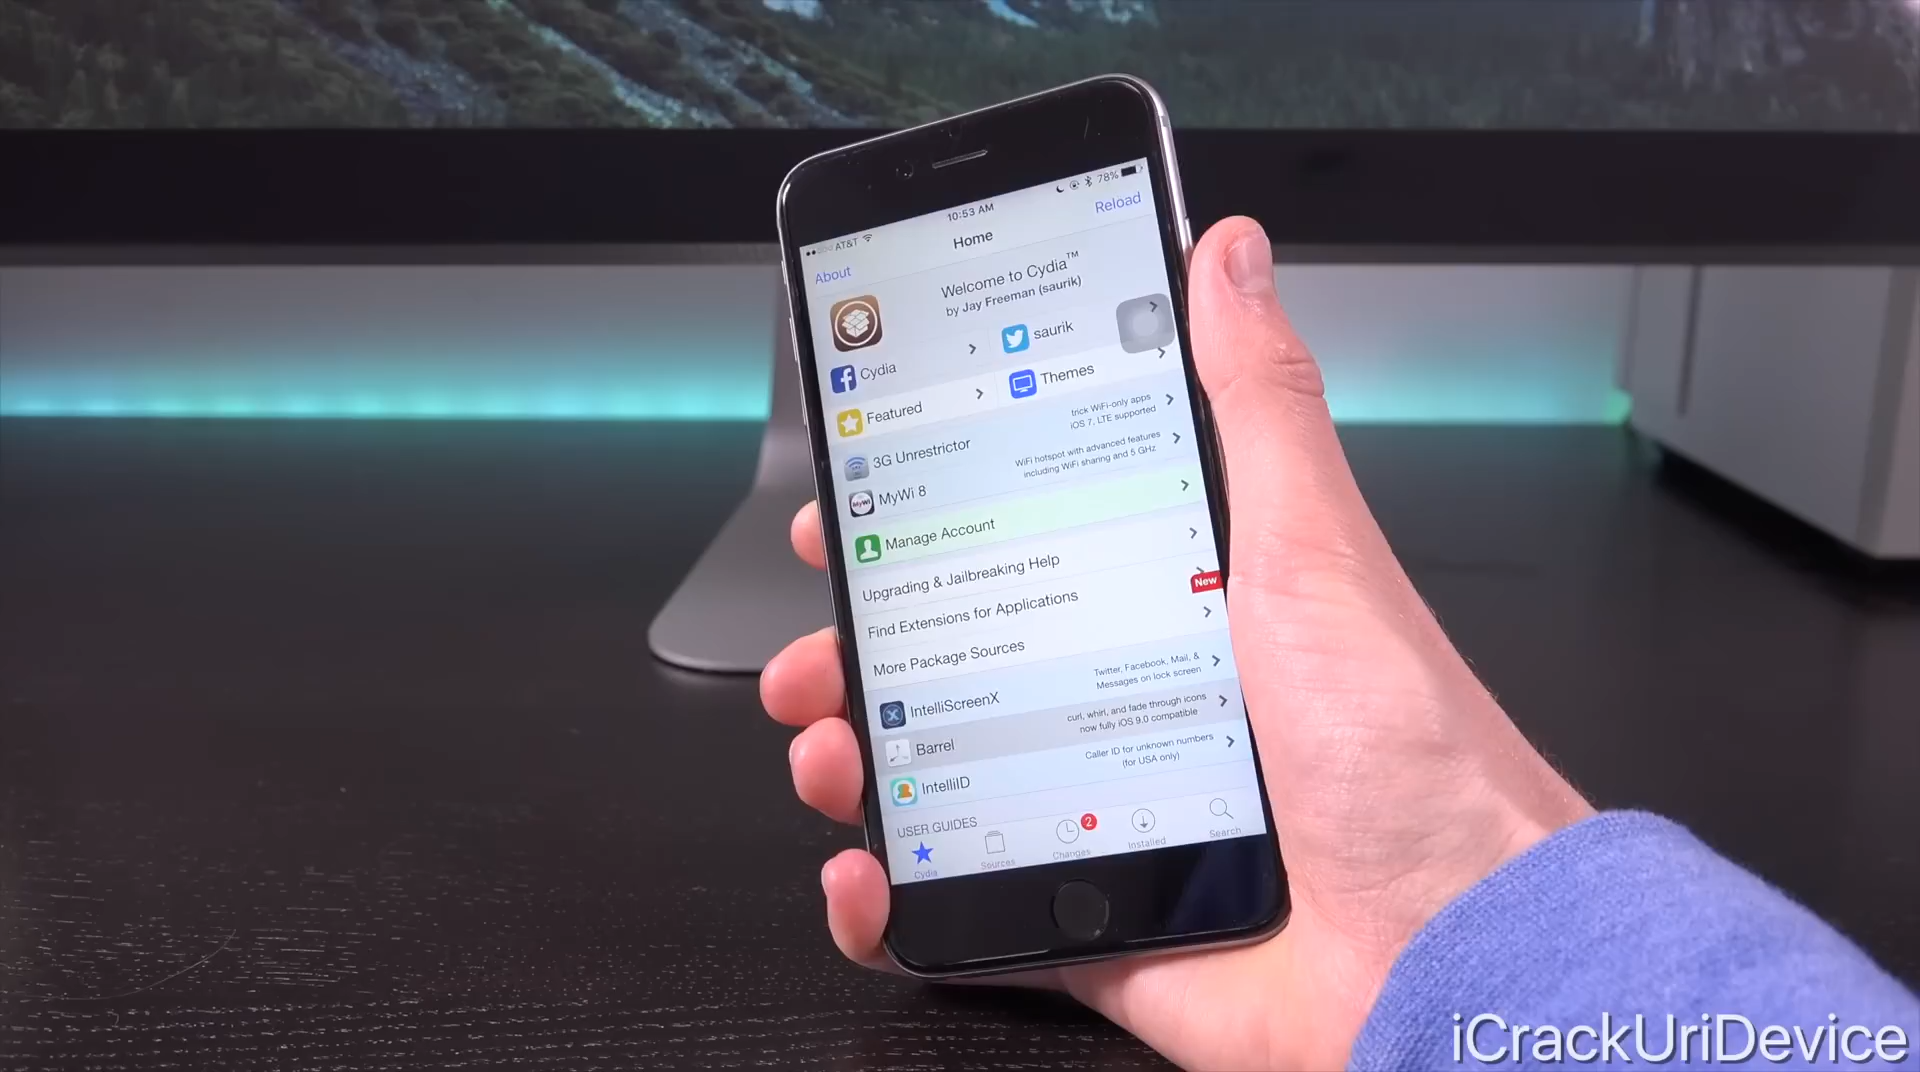 AT&T
10:53 AM
78%
About
Home
Reload
Welcome to Cydia™
by Jay Freeman (saurik)
Cydia
saurik
Featured
Themes
3G Unrestrictor
trick WiFi-only apps
iOS 7, LTE supported
MyWi 8
WiFi hotspot with advanced features
including WiFi sharing and 5 GHz
MyWi
Manage Account
Upgrading & Jailbreaking Help
Find Extensions for Applications
New
More Package Sources
IntelliScreenX
Twitter, Facebook, Mail, &
Messages on lock screen
Barrel
curl, whirl, and fade through icons
now fully iOS 9.0 compatible
IntelliID
Caller ID for unknown numbers
(for USA only)
USER GUIDES
Cydia
Sources
Changes
2
Installed
Search
iCrackUriDevice